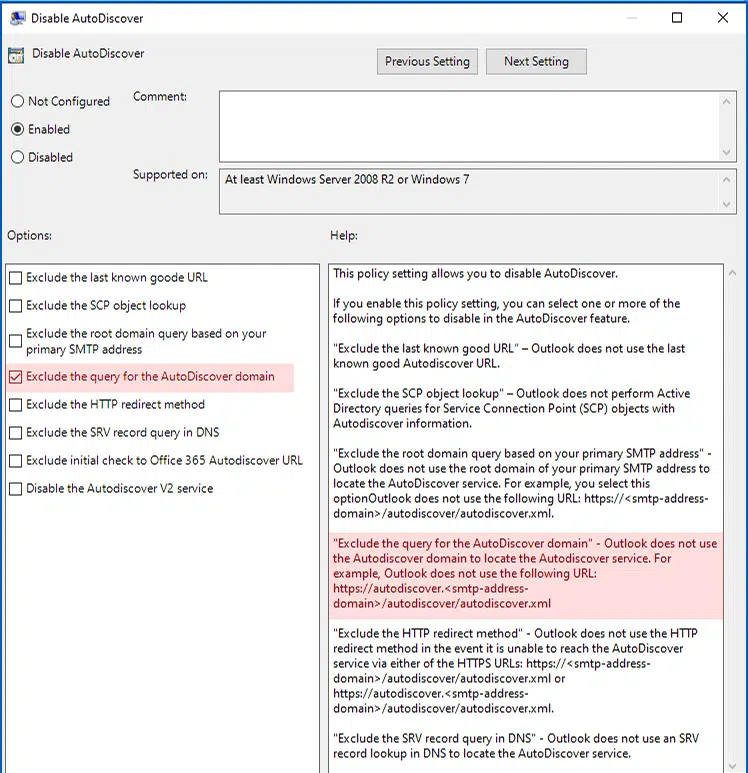 Disable AutoDiscover
Disable AutoDiscover
Previous Setting
Next Setting
Not Configured
Enabled
Disabled
Comment:
Supported on:
At least Windows Server 2008 R2 or Windows 7
Options:
Exclude the last known goode URL
Exclude the SCP object lookup
Exclude the root domain query based on your
primary SMTP address
Exclude the query for the AutoDiscover domain
Exclude the HTTP redirect method
Exclude the SRV record query in DNS
Exclude initial check to Office 365 Autodiscover URL
Disable the Autodiscover V2 service
Help:
This policy setting allows you to disable AutoDiscover.
If you enable this policy setting, you can select one or more of the
following options to disable in the AutoDiscover feature.
"Exclude the last known good URL" – Outlook does not use the last
known good Autodiscover URL.
"Exclude the SCP object lookup" – Outlook does not perform Active
Directory queries for Service Connection Point (SCP) objects with
Autodiscover information.
"Exclude the root domain query based on your primary SMTP address" -
Outlook does not use the root domain of your primary SMTP address to
locate the AutoDiscover service. For example, you select this
optionOutlook does not use the following URL: https://<smtp-address-
domain>/autodiscover/autodiscover.xml.
"Exclude the query for the AutoDiscover domain" - Outlook does not use
the Autodiscover domain to locate the Autodiscover service. For
example, Outlook does not use the following URL:
https://autodiscover.<smtp-address-
domain>/autodiscover/autodiscover.xml
"Exclude the HTTP redirect method" - Outlook does not use the HTTP
redirect method in the event it is unable to reach the AutoDiscover
service via either of the HTTPS URLs: https://<smtp-address-
domain>/autodiscover/autodiscover.xml or
https://autodiscover.<smtp-address-
domain>/autodiscover/autodiscover.xml.
"Exclude the SRV record query in DNS" - Outlook does not use an SRV
record lookup in DNS to locate the AutoDiscover service.